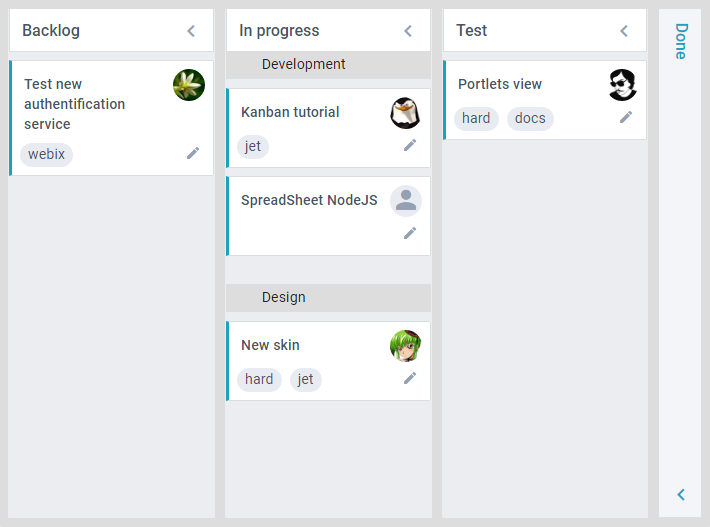 Backlog
Test new
authentification
service
webix
In progress
Development
Kanban tutorial
jet
SpreadSheet NodeJS
Design
New skin
hard jet
Test
Portlets view
hard docs
Done